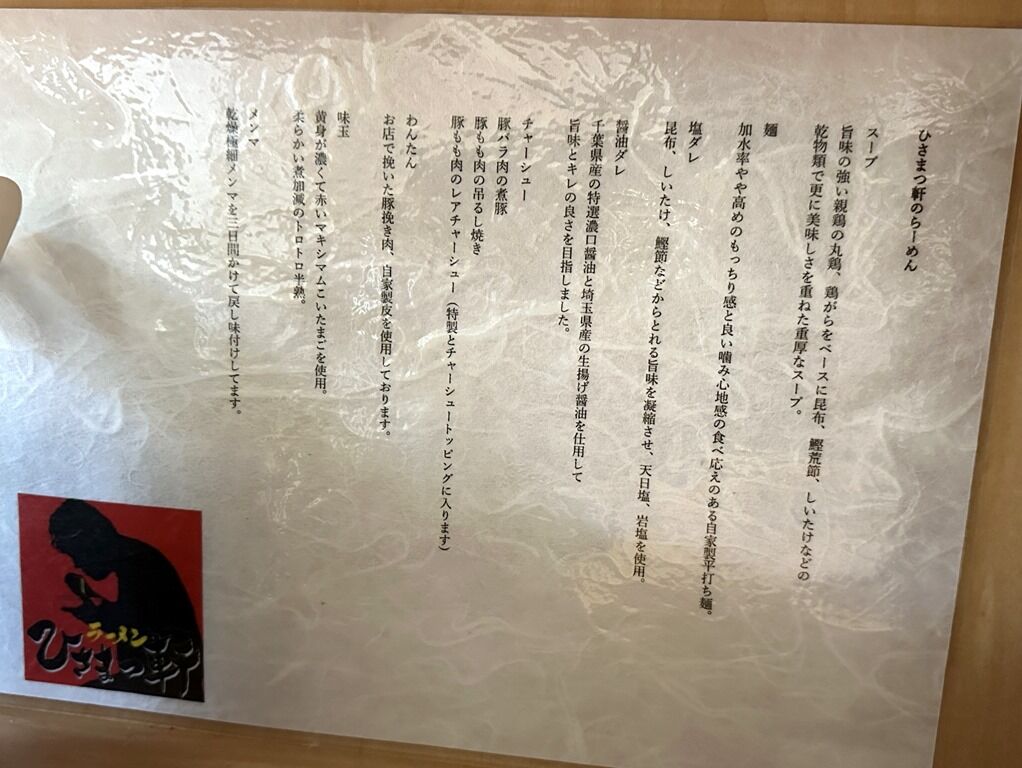 ひさまつ軒のらーめん
スープ
旨味の強い親鶏の丸鶏、鶏がらをベースに昆布、鰹荒節、しいたけなどの
乾物類で更に美味しさを重ねた重厚なスープ。
麺
加水率やや高めのもっちり感と良い噛み心地感の食べ応えのある自家製平打ち麺。
塩ダレ
昆布、しいたけ、鰹節などからとれる旨味を凝縮させ、天日塩、岩塩を使用。
醤油ダレ
千葉県産の特選濃口醤油と埼玉県産の生揚げ醤油を仕用して
旨味とキレの良さを目指しました。
チャーシュー
豚バラ肉の煮豚
豚もも肉の吊るし焼き
豚もも肉のレアチャーシュー（特製とチャーシュートッピングに入ります）
わんたん
お店で挽いた豚挽き肉、自家製皮を使用しております。
味玉
黄身が濃くて赤いマキシマムこいたまごを使用。
柔らかい煮加減のトロトロ半熟。
メンマ
乾燥極細メンマを三日間かけて戻し味付けしてます。
ラーメン
ひさまつ軒